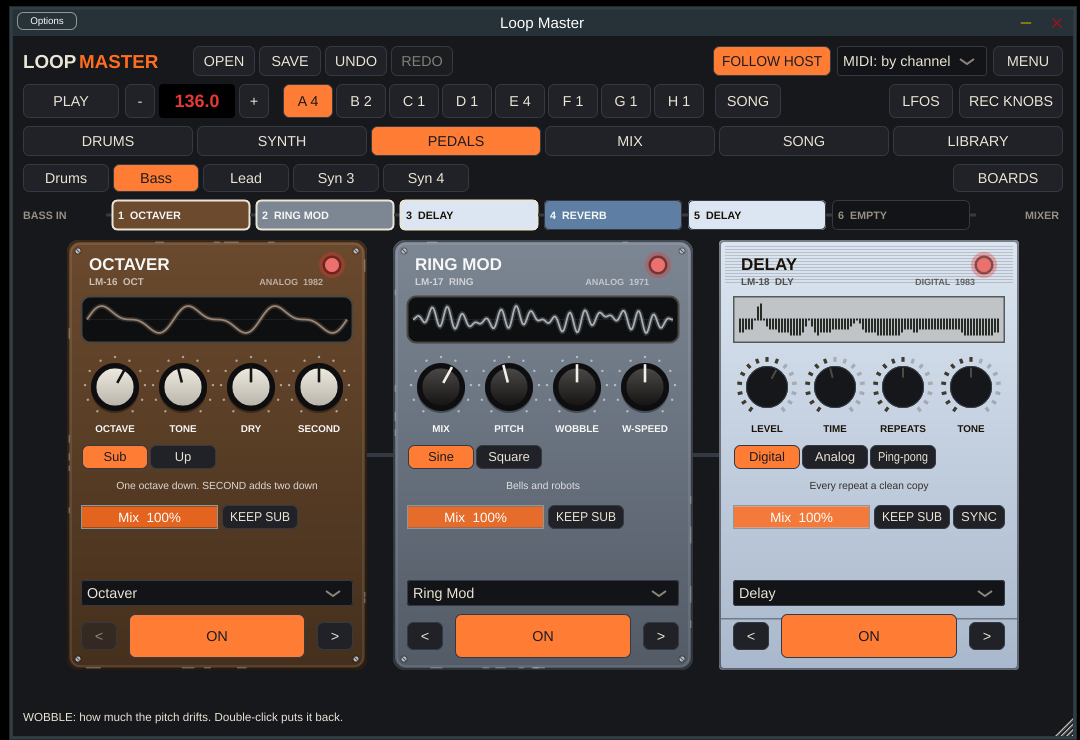 Options
Loop Master
LOOPMASTER OPEN SAVE UNDO REDO FOLLOW HOST MIDI: by channel MENU
PLAY - 136.0 + A 4 B 2 C 1 D 1 E 4 F 1 G 1 H 1 SONG LFOS REC KNOBS
DRUMS SYNTH PEDALS MIX SONG LIBRARY
Drums Bass Lead Syn 3 Syn 4 BOARDS
BASS IN 1 OCTAVER 2 RING MOD 3 DELAY 4 REVERB 5 DELAY 6 EMPTY MIXER
OCTAVER
LM-16 OCT ANALOG 1982
OCTAVE TONE DRY SECOND
Sub Up
One octave down. SECOND adds two down
Mix 100% KEEP SUB
Octaver
< ON >
RING MOD
LM-17 RING ANALOG 1971
MIX PITCH WOBBLE W-SPEED
Sine Square
Bells and robots
Mix 100% KEEP SUB
Ring Mod
< ON >
DELAY
LM-18 DLY DIGITAL 1983
LEVEL TIME REPEATS TONE
Digital Analog Ping-pong
Every repeat a clean copy
Mix 100% KEEP SUB SYNC
Delay
< ON >
WOBBLE: how much the pitch drifts. Double-click puts it back.